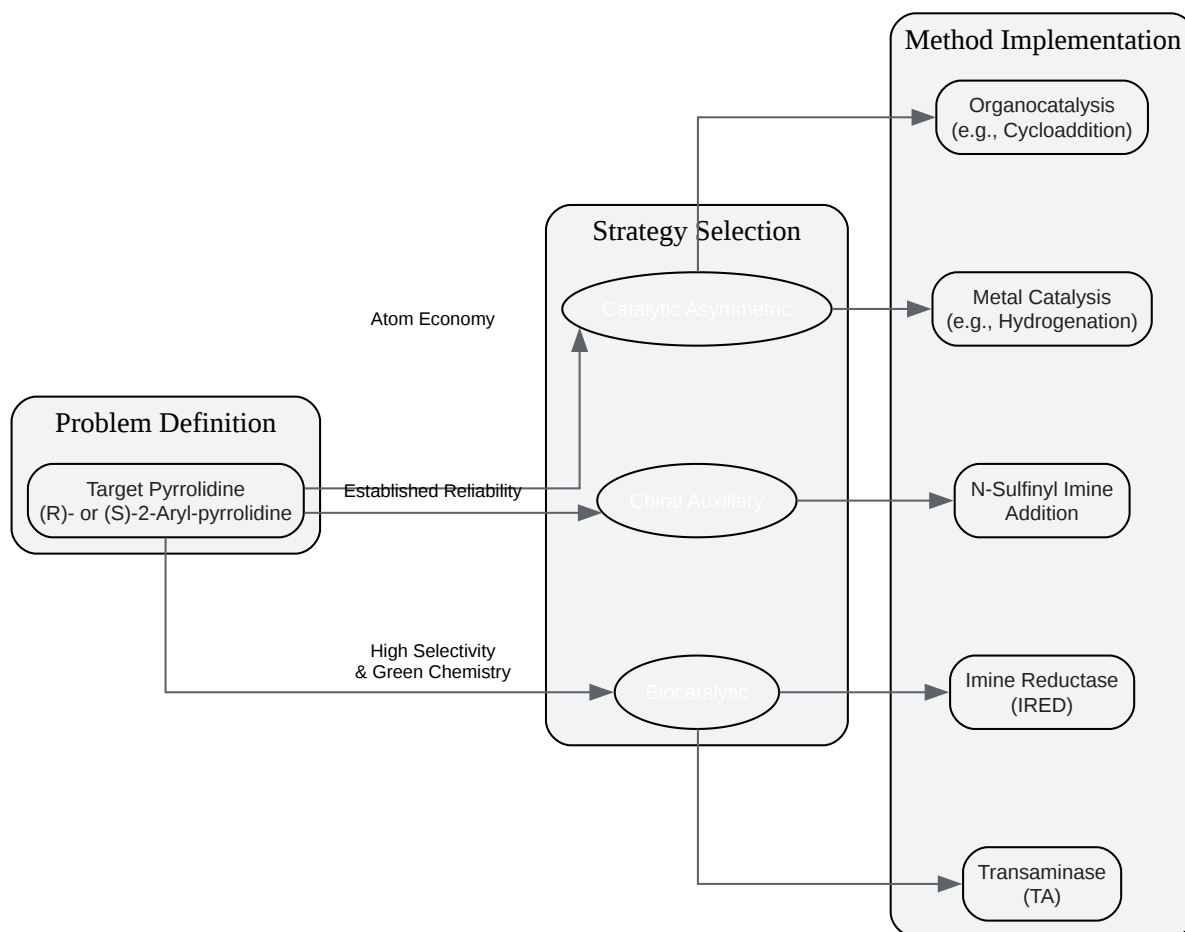 Method Implementation
Organocatalysis
(e.g., Cycloaddition)
Strategy Selection
Catalytic Asymmetric
Metal Catalysis
(e.g., Hydrogenation)
Atom Economy
Problem Definition
Target Pyrrolidine
(R)- or (S)-2-Aryl-pyrrolidine
Established Reliability
Chiral Auxiliary
N-Sulfinyl Imine
Addition
High Selectivity
& Green Chemistry
Biocatalytic
Imine Reductase
(IRED)
Transaminase
(TA)